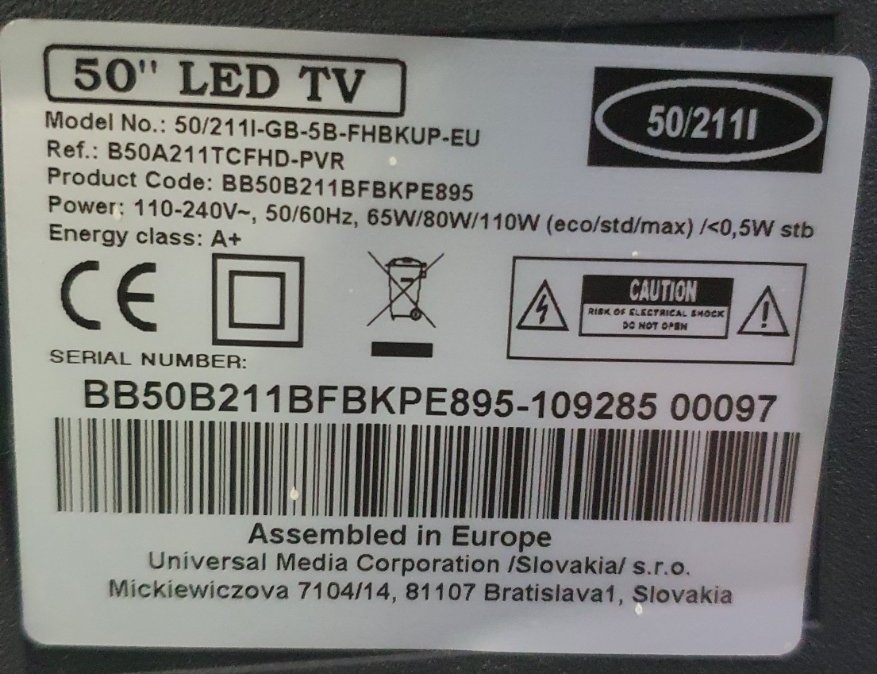 50" LED TV
50/211I
Model No.: 50/211I-GB-5B-FHBKUP-EU
Ref.: B50A211TCFHD-PVR
Product Code: BB50B211BFBKPE895
Power: 110-240V~, 50/60Hz, 65W/80W/110W (eco/std/max) /<0,5W stb
Energy class: A+
CE
CAUTION
RISK OF ELECTRICAL SHOCK
DO NOT OPEN
SERIAL NUMBER:
BB50B211BFBKPE895-109285 00097
Assembled in Europe
Universal Media Corporation /Slovakia/ s.r.o.
Mickiewiczova 7104/14, 81107 Bratislava1, Slovakia